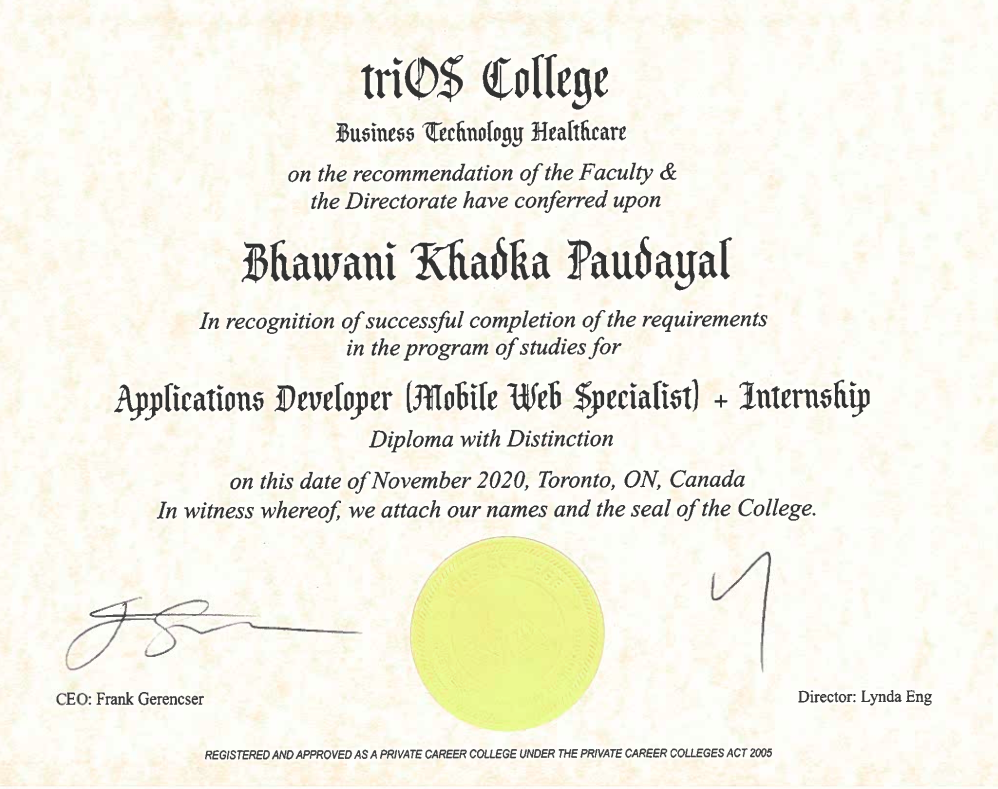 triOS College
Business Technology Healthcare
on the recommendation of the Faculty &
the Directorate have conferred upon
Bhawani Khadka Paudayal
In recognition of successful completion of the requirements
in the program of studies for
Applications Developer (Mobile Web Specialist) + Internship
Diploma with Distinction
on this date of November 2020, Toronto, ON, Canada
In witness whereof, we attach our names and the seal of the College.
CEO: Frank Gerencser
Director: Lynda Eng
REGISTERED AND APPROVED AS A PRIVATE CAREER COLLEGE UNDER THE PRIVATE CAREER COLLEGES ACT 2005